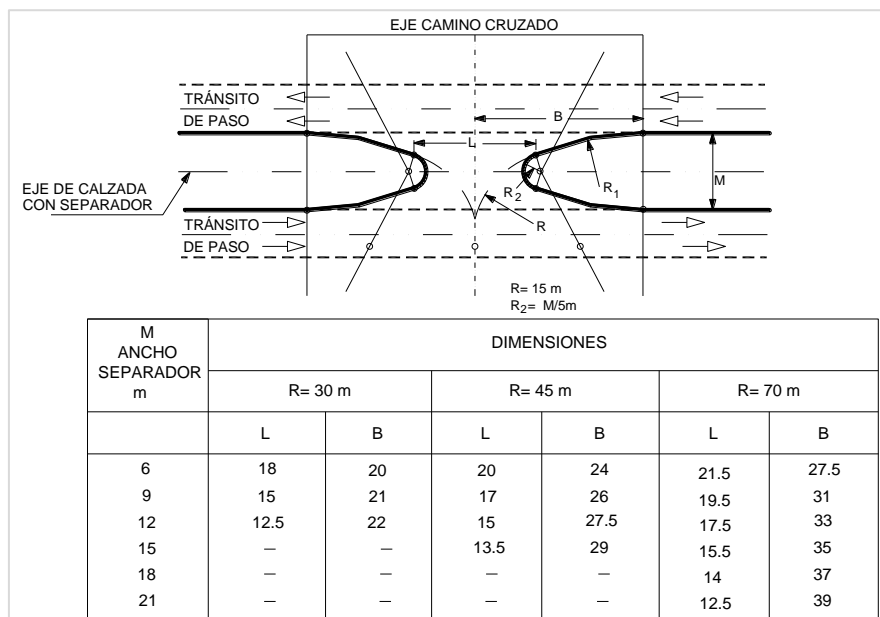 EJE CAMINO CRUZADO
TRÁNSITO
DE PASO
B
L
M
EJE DE CALZADA
CON SEPARADOR
R2
R1
R
TRÁNSITO
DE PASO
R= 15 m
R2= M/5m
M
ANCHO
SEPARADOR
m
DIMENSIONES
R= 30 m R= 45 m R= 70 m
L B L B L B
6 18 20 20 24 21.5 27.5
9 15 21 17 26 19.5 31
12 12.5 22 15 27.5 17.5 33
15 – – 13.5 29 15.5 35
18 – – – – 14 37
21 – – – – 12.5 39